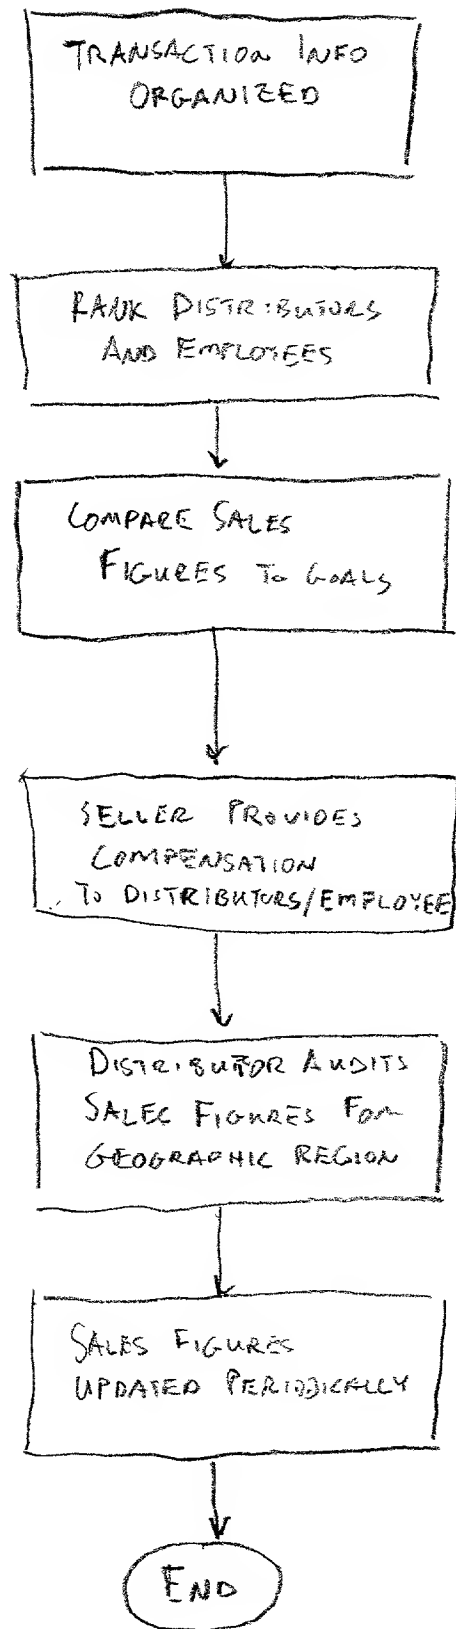 TRANSACTION INFO
ORGANIZED
RANK DISTRIBUTORS
AND EMPLOYEES
COMPARE SALES
FIGURES TO GOALS
SELLER PROVIDES
COMPENSATION
TO DISTRIBUTORS/EMPLOYEE
DISTRIBUTOR AUDITS
SALES FIGURES FOR
GEOGRAPHIC REGION
SALES FIGURES
UPDATED PERIODICALLY
END